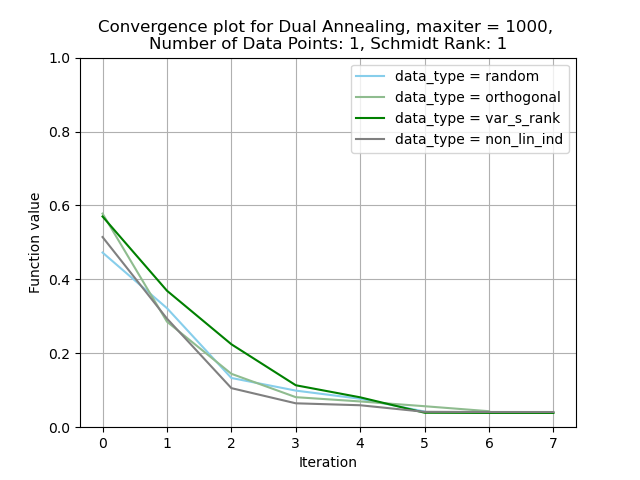 Convergence plot for Dual Annealing, maxiter = 1000,
Number of Data Points: 1, Schmidt Rank: 1
1.0
0.8
0.6
0.4
0.2
0.0
Function value
data_type = random
data_type = orthogonal
data_type = var_s_rank
data_type = non_lin_ind
0 1 2 3 4 5 6 7
Iteration